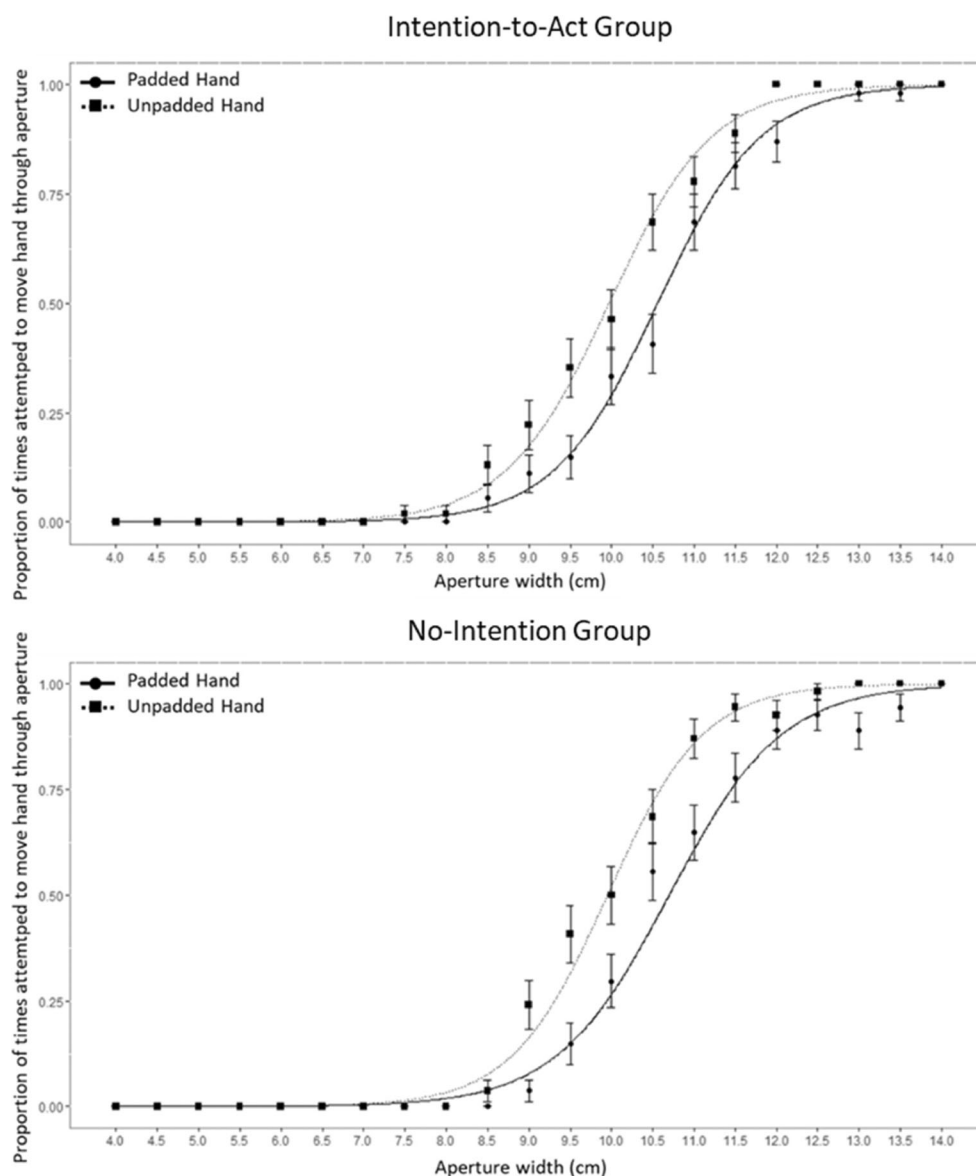 Intention-to-Act Group
Padded Hand
Unpadded Hand
Proportion of times attemtpted to move hand through aperture
1.00
0.75
0.50
0.25
0.00
4.0 4.5 5.0 5.5 6.0 6.5 7.0 7.5 8.0 8.5 9.0 9.5 10.0 10.5 11.0 11.5 12.0 12.5 13.0 13.5 14.0
Aperture width (cm)
No-Intention Group
Padded Hand
Unpadded Hand
Proportion of times attemtpted to move hand through aperture
1.00
0.75
0.50
0.25
0.00
4.0 4.5 5.0 5.5 6.0 6.5 7.0 7.5 8.0 8.5 9.0 9.5 10.0 10.5 11.0 11.5 12.0 12.5 13.0 13.5 14.0
Aperture width (cm)